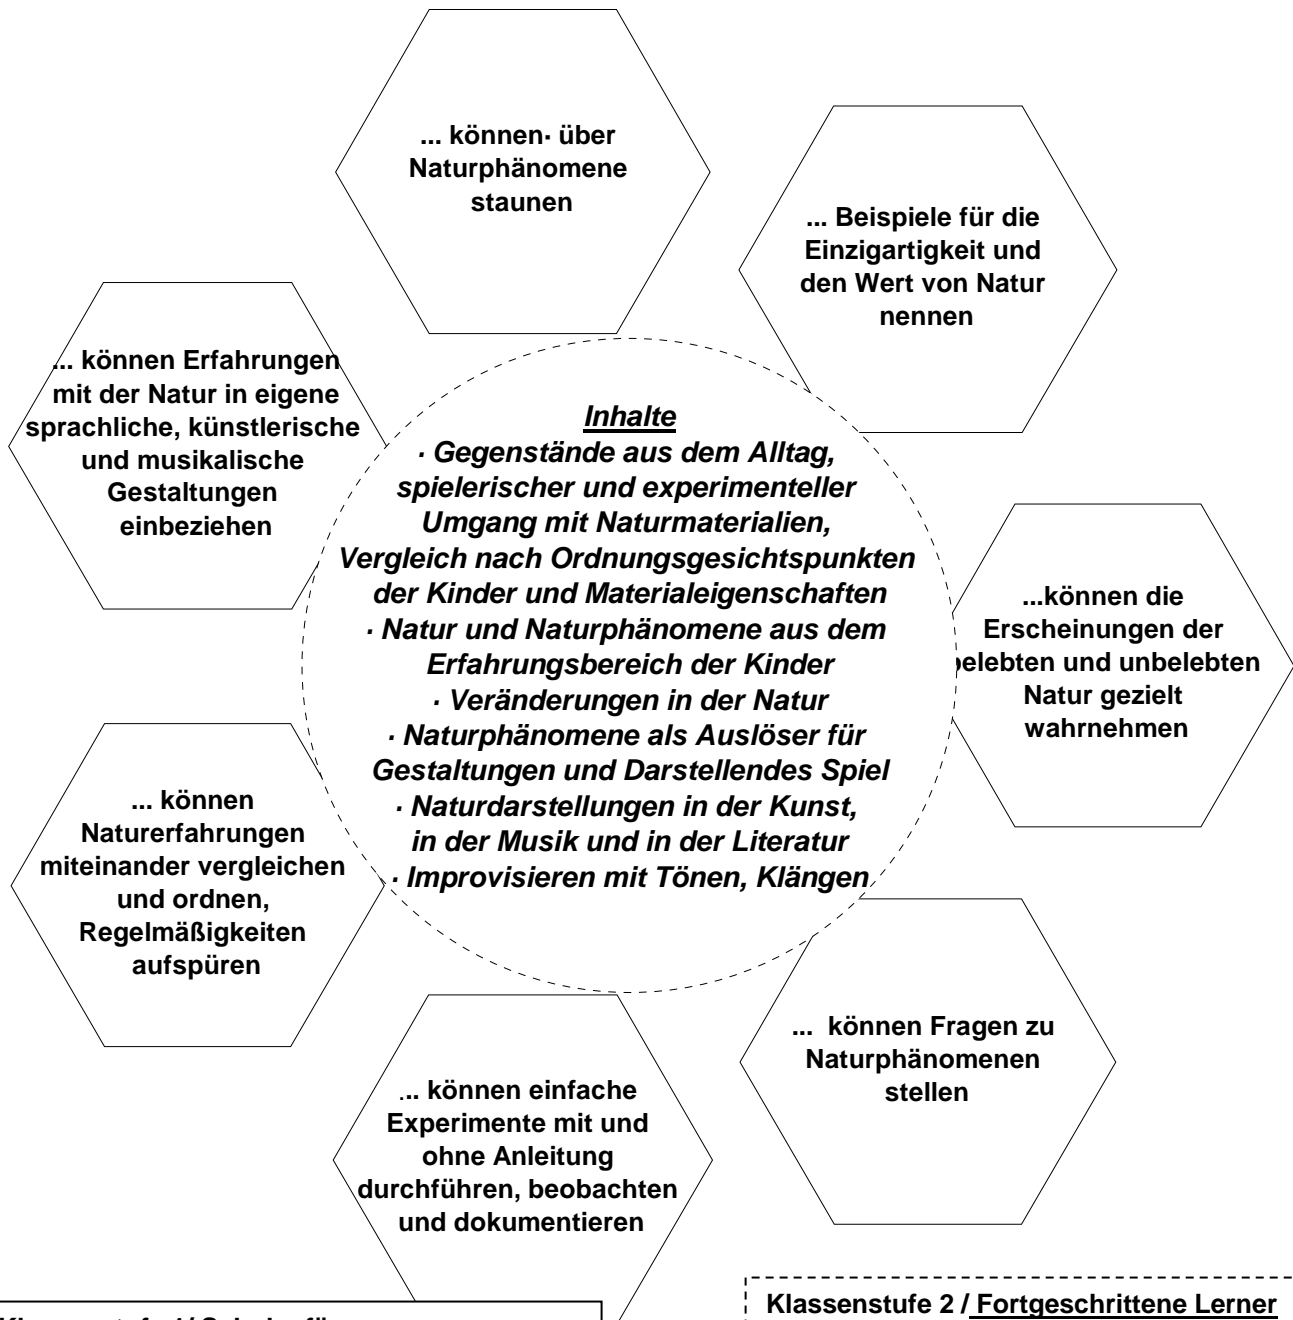 ... können· über
Naturphänomene
staunen
... Beispiele für die
Einzigartigkeit und
den Wert von Natur
nennen
... können Erfahrungen
mit der Natur in eigene
sprachliche, künstlerische
und musikalische
Gestaltungen
einbeziehen
Inhalte
· Gegenstände aus dem Alltag,
spielerischer und experimenteller
Umgang mit Naturmaterialien,
Vergleich nach Ordnungsgesichtspunkten
der Kinder und Materialeigenschaften
· Natur und Naturphänomene aus dem
Erfahrungsbereich der Kinder
· Veränderungen in der Natur
· Naturphänomene als Auslöser für
Gestaltungen und Darstellendes Spiel
· Naturdarstellungen in der Kunst,
in der Musik und in der Literatur
· Improvisieren mit Tönen, Klängen
...können die
Erscheinungen der
belebten und unbelebten
Natur gezielt
wahrnehmen
... können
Naturerfahrungen
miteinander vergleichen
und ordnen,
Regelmäßigkeiten
aufspüren
... können Fragen zu
Naturphänomenen
stellen
... können einfache
Experimente mit und
ohne Anleitung
durchführen, beobachten
und dokumentieren
Klassenstufe 2 / Fortgeschrittene Lerner